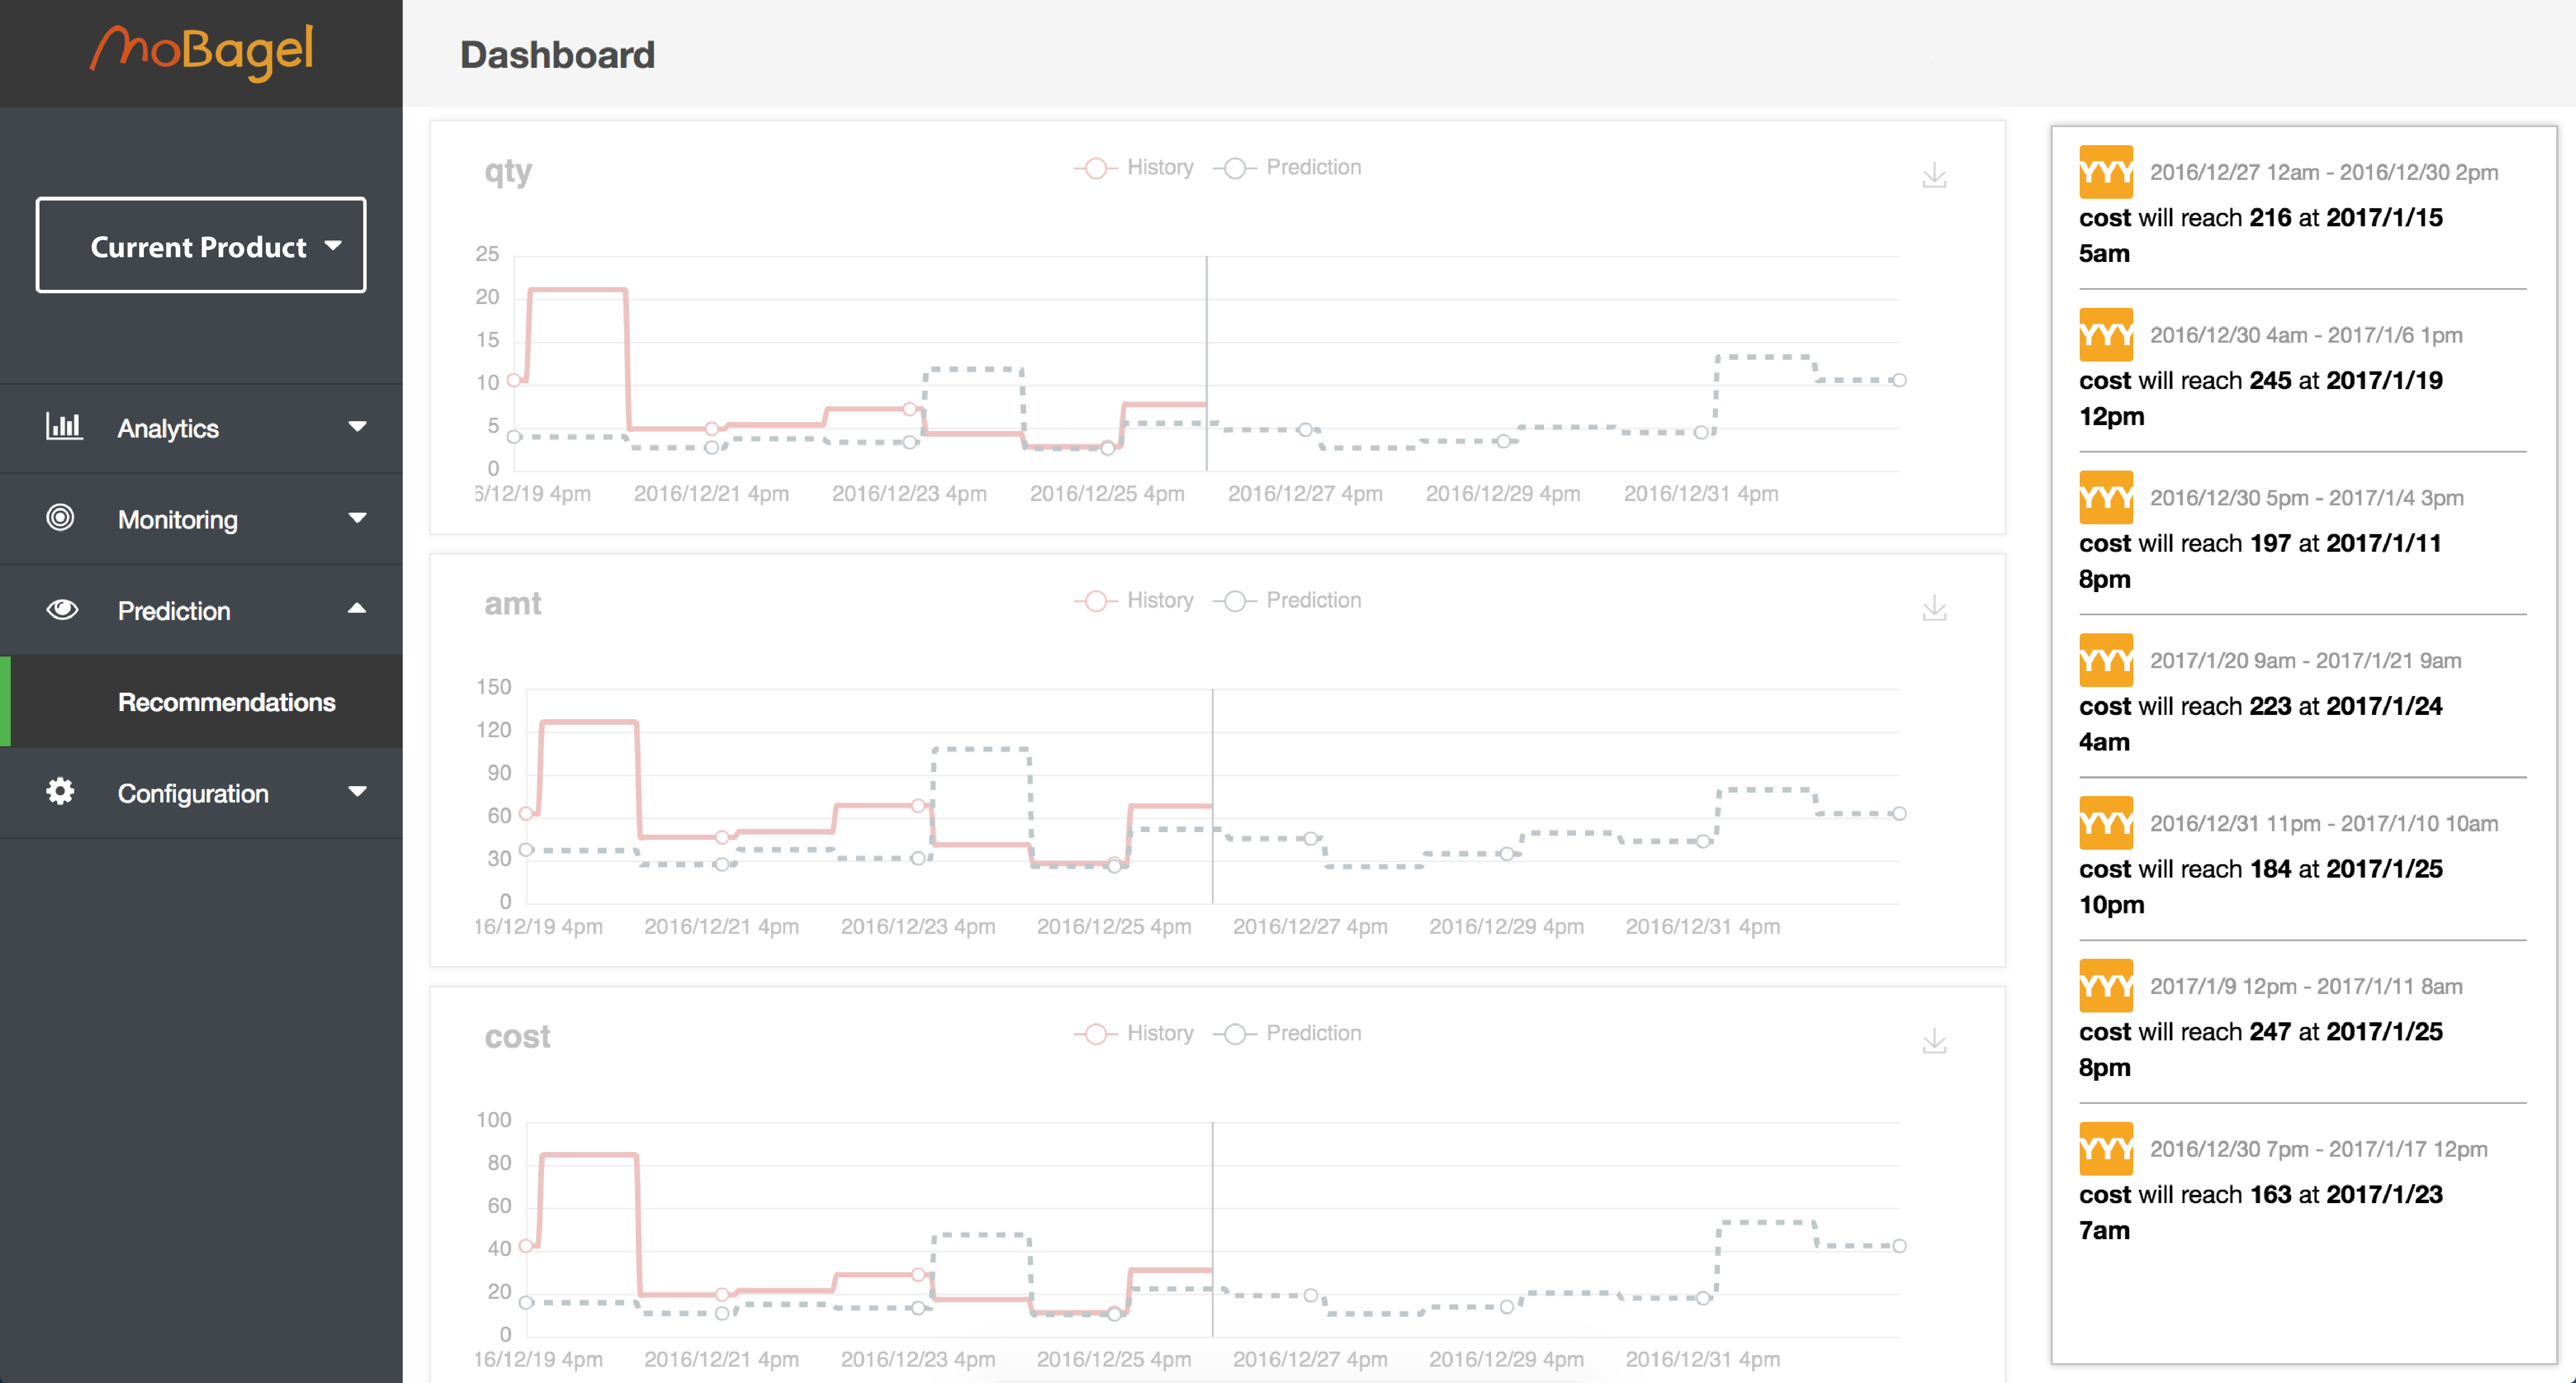 MoBagel
Dashboard
Current Product
Analytics
Monitoring
Prediction
Recommendations
Configuration
qty
History
Prediction
25
20
15
10
5
0
6/12/19 4pm
2016/12/21 4pm
2016/12/23 4pm
2016/12/25 4pm
2016/12/27 4pm
2016/12/29 4pm
2016/12/31 4pm
amt
History
Prediction
150
120
90
60
30
0
16/12/19 4pm
2016/12/21 4pm
2016/12/23 4pm
2016/12/25 4pm
2016/12/27 4pm
2016/12/29 4pm
2016/12/31 4pm
cost
History
Prediction
100
80
60
40
20
0
16/12/19 4pm
2016/12/21 4pm
2016/12/23 4pm
2016/12/25 4pm
2016/12/27 4pm
2016/12/29 4pm
2016/12/31 4pm
YYY 2016/12/27 12am - 2016/12/30 2pm
cost will reach 216 at 2017/1/15
5am
YYY 2016/12/30 4am - 2017/1/6 1pm
cost will reach 245 at 2017/1/19
12pm
YYY 2016/12/30 5pm - 2017/1/4 3pm
cost will reach 197 at 2017/1/11
8pm
YYY 2017/1/20 9am - 2017/1/21 9am
cost will reach 223 at 2017/1/24
4am
YYY 2016/12/31 11pm - 2017/1/10 10am
cost will reach 184 at 2017/1/25
10pm
YYY 2017/1/9 12pm - 2017/1/11 8am
cost will reach 247 at 2017/1/25
8pm
YYY 2016/12/30 7pm - 2017/1/17 12pm
cost will reach 163 at 2017/1/23
7am